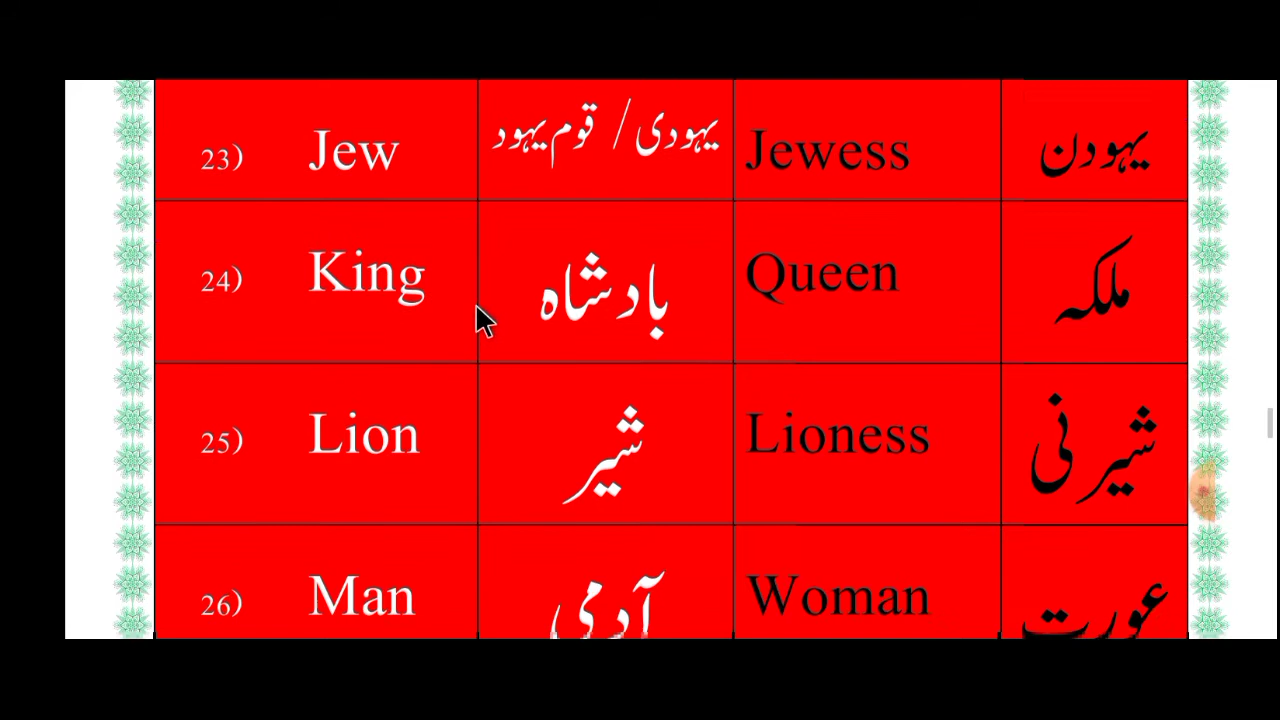 23) Jew یہودی / قوم یہود Jewess یہودن
24) King بادشاہ Queen ملکہ
25) Lion شیر Lioness شیرنی
26) Man آدمی Woman عورت